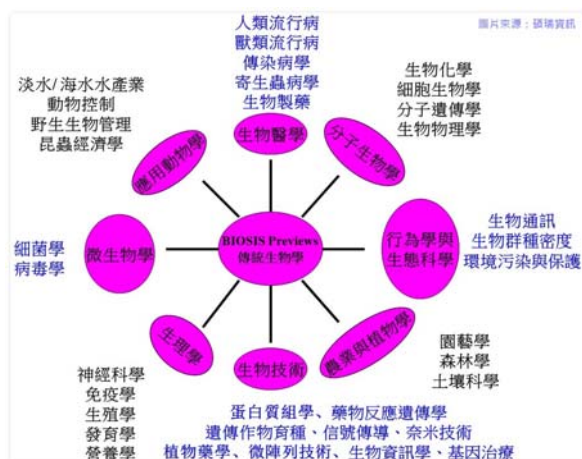 圖片來源：碩睿資訊
人類流行病
獸類流行病
傳染病學
寄生蟲病學
生物製藥
生物醫學
生物化學
細胞生物學
分子遺傳學
生物物理學
分子生物學
淡水/海水水產業
動物控制
野生生物管理
昆蟲經濟學
應用動物學
BIOSIS Previews
傳統生物學
行為學與
生態科學
生物通訊
生物群種密度
環境污染與保護
細菌學
病毒學
微生物學
生理學
神經科學
免疫學
生殖學
發育學
營養學
生物技術
蛋白質組學、藥物反應遺傳學
遺傳作物育種、信號傳導、奈米技術
植物藥學、微陣列技術、生物資訊學、基因治療
農業與植物學
園藝學
森林學
土壤科學